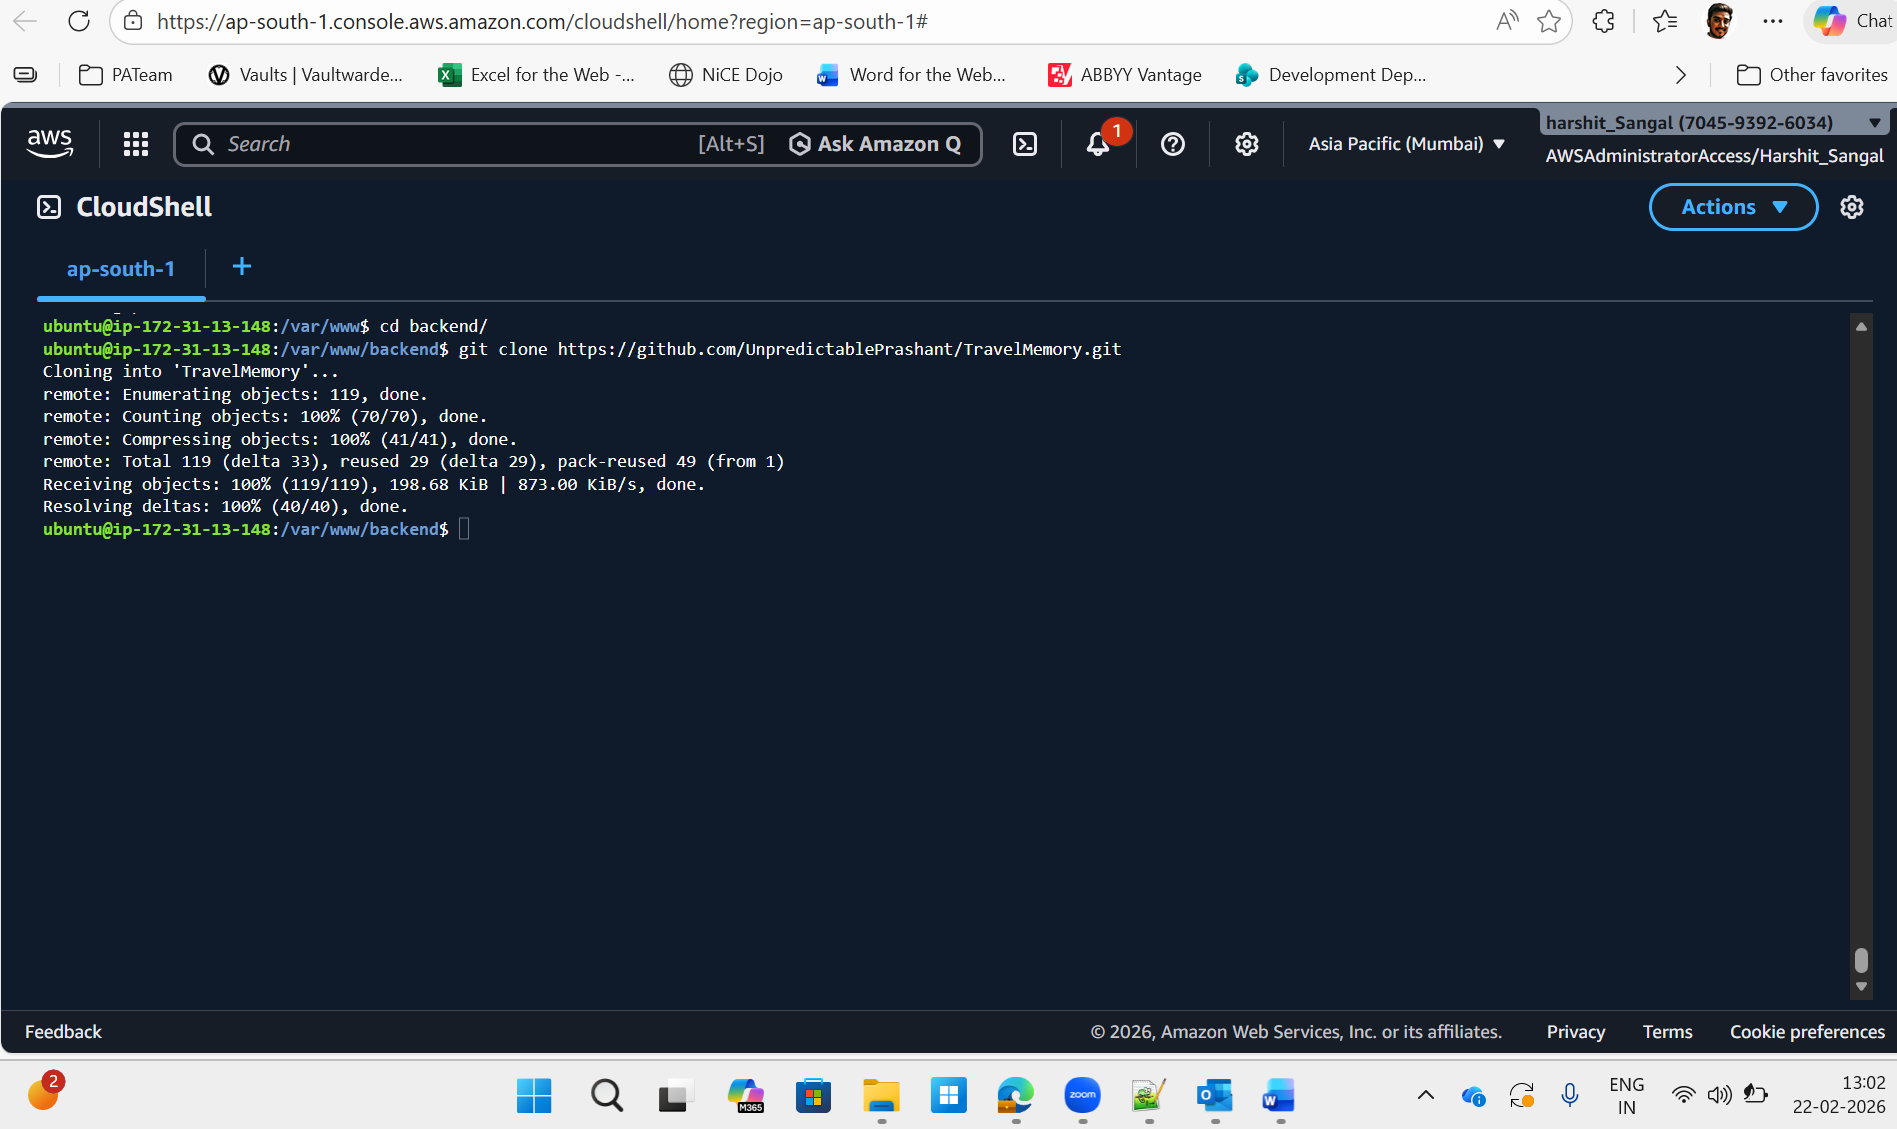 https://ap-south-1.console.aws.amazon.com/cloudshell/home?region=ap-south-1#
Chat
PATeam
Vaults | Vaultwarde...
Excel for the Web -...
NiCE Dojo
Word for the Web...
ABBYY Vantage
Development Dep...
Other favorites
aws
Search
[Alt+S]
Ask Amazon Q
1
Asia Pacific (Mumbai)
harshit_Sangal (7045-9392-6034)
AWSAdministratorAccess/Harshit_Sangal
CloudShell
Actions
ap-south-1
ubuntu@ip-172-31-13-148:/var/www$ cd backend/
ubuntu@ip-172-31-13-148:/var/www/backend$ git clone https://github.com/UnpredictablePrashant/TravelMemory.git
Cloning into 'TravelMemory'...
remote: Enumerating objects: 119, done.
remote: Counting objects: 100% (70/70), done.
remote: Compressing objects: 100% (41/41), done.
remote: Total 119 (delta 33), reused 29 (delta 29), pack-reused 49 (from 1)
Receiving objects: 100% (119/119), 198.68 KiB | 873.00 KiB/s, done.
Resolving deltas: 100% (40/40), done.
ubuntu@ip-172-31-13-148:/var/www/backend$
Feedback
© 2026, Amazon Web Services, Inc. or its affiliates.
Privacy
Terms
Cookie preferences
2
M365
zoom
ENG
IN
13:02
22-02-2026